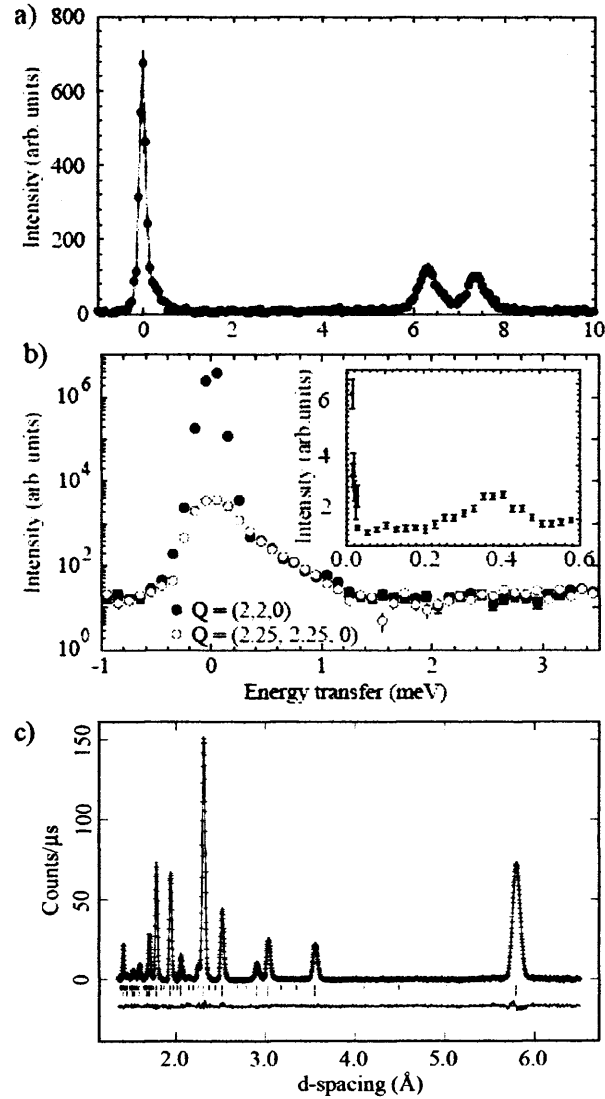 a)
800
600
400
200
0
Intensity (arb. units)
0 2 4 6 8 10
b)
10^6
10^4
10^2
10^0
Intensity (arb. units)
6
4
2
Intensity (arb.units)
0.0 0.2 0.4 0.6
Q = (2,2,0)
Q = (2.25, 2.25, 0)
-1 0 1 2 3
Energy transfer (meV)
c)
150
100
50
0
Counts/μs
2.0 3.0 4.0 5.0 6.0
d-spacing (Å)